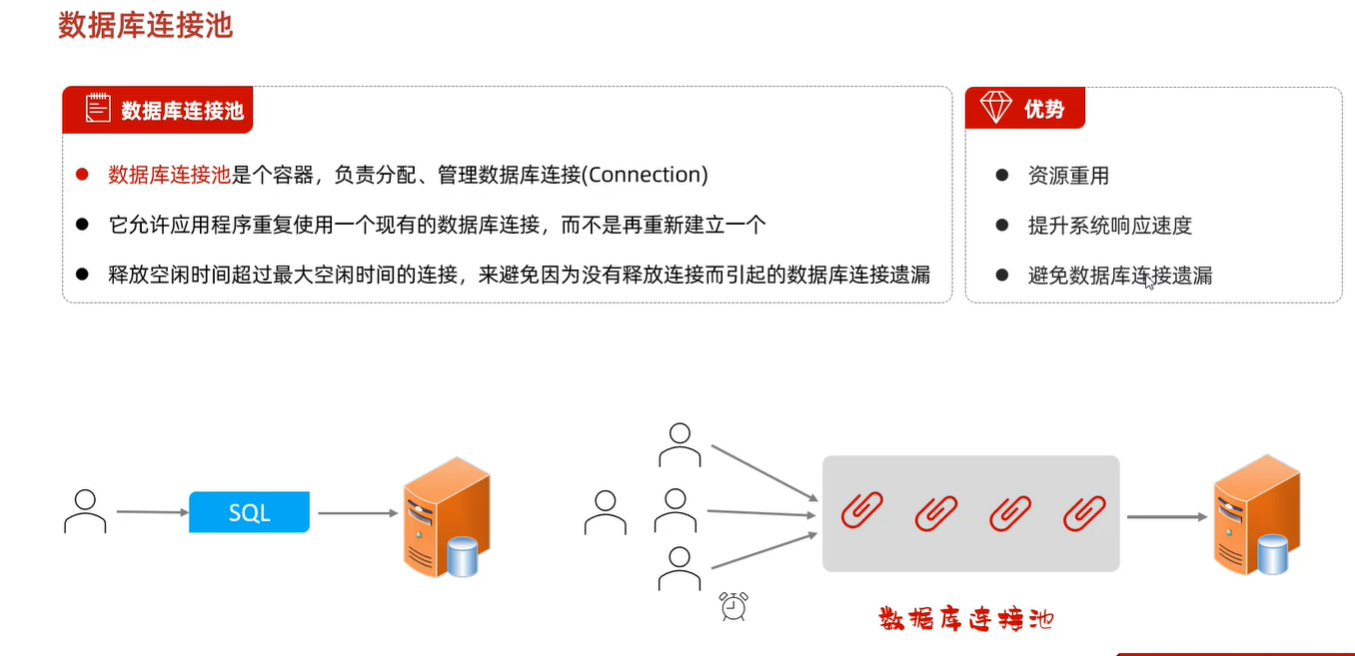 数据库连接池
数据库连接池
数据库连接池是个容器，负责分配、管理数据库连接(Connection)
它允许应用程序重复使用一个现有的数据库连接，而不是再重新建立一个
释放空闲时间超过最大空闲时间的连接，来避免因为没有释放连接而引起的数据库连接遗漏
优势
资源重用
提升系统响应速度
避免数据库连接遗漏
SQL
数据库连接池